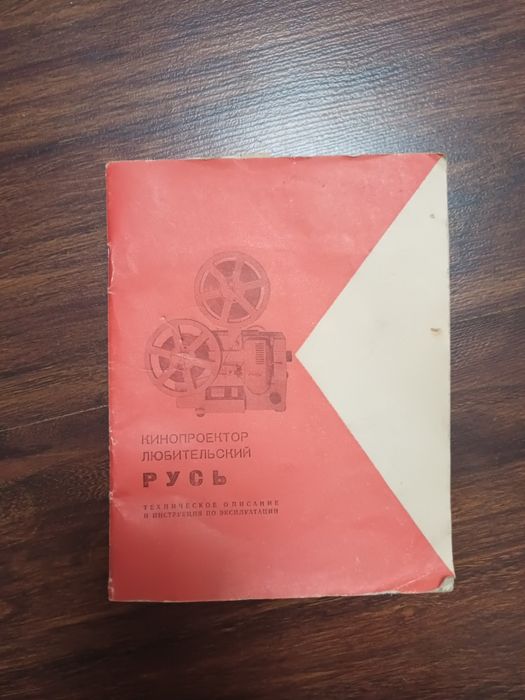 КИНОПРОЕКТОР
ЛЮБИТЕЛЬСКИЙ
РУСЬ
ТЕХНИЧЕСКОЕ ОПИСАНИЕ
И ИНСТРУКЦИЯ ПО ЭКСПЛУАТАЦИИ